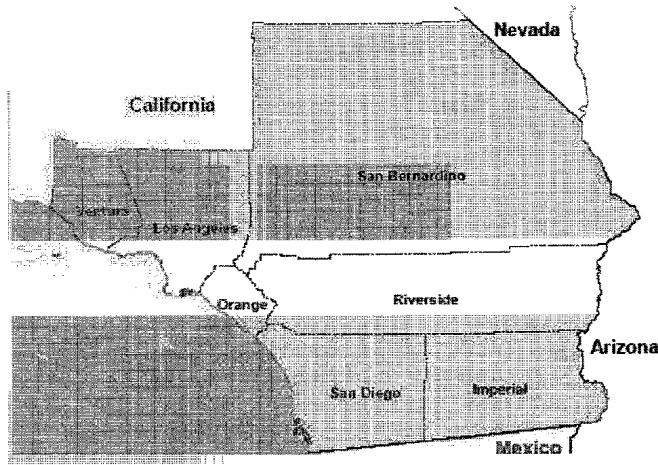 Nevada
California
San Bernardino
Ventura
Los Angeles
Orange
Riverside
Arizona
San Diego
Imperial
Mexico